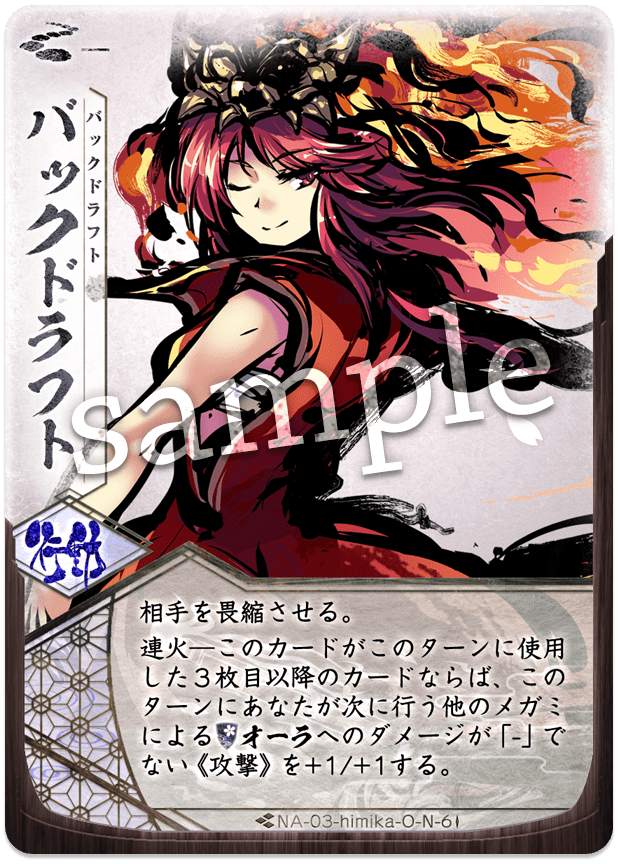 バックドラフト
バックドラフト
sample
行動
相手を畏縮させる。
連火―このカードがこのターンに使用
した3枚目以降のカードならば、この
ターンにあなたが次に行う他のメガミ
によるオーラへのダメージが「-」で
ない《攻撃》を+1/+1する。
NA-03-himika-O-N-6